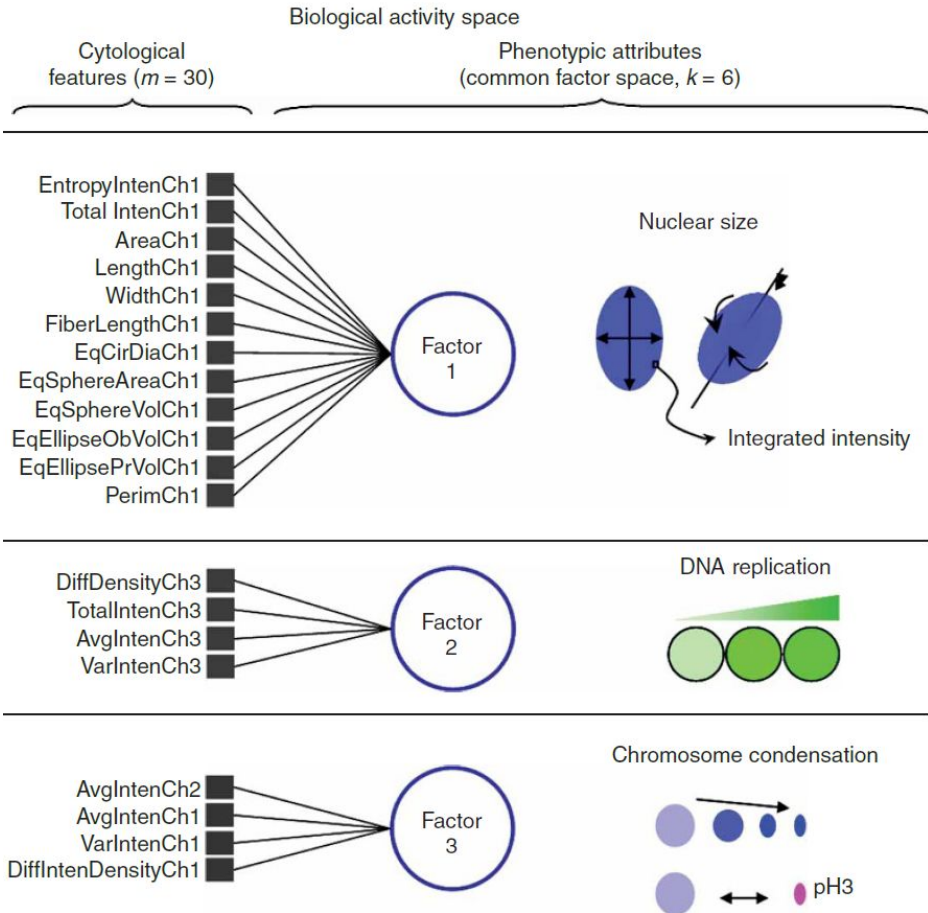 Biological activity space
Cytological
features (m = 30)
Phenotypic attributes
(common factor space, k = 6)
EntropyIntenCh1
Total IntenCh1
AreaCh1
LengthCh1
WidthCh1
FiberLengthCh1
EqCirDiaCh1
EqSphereAreaCh1
EqSphereVolCh1
EqEllipseObVolCh1
EqEllipsePrVolCh1
PerimCh1
Factor
1
Nuclear size
Integrated intensity
DiffDensityCh3
TotalIntenCh3
AvgIntenCh3
VarIntenCh3
Factor
2
DNA replication
AvgIntenCh2
AvgIntenCh1
VarIntenCh1
DiffIntenDensityCh1
Factor
3
Chromosome condensation
pH3